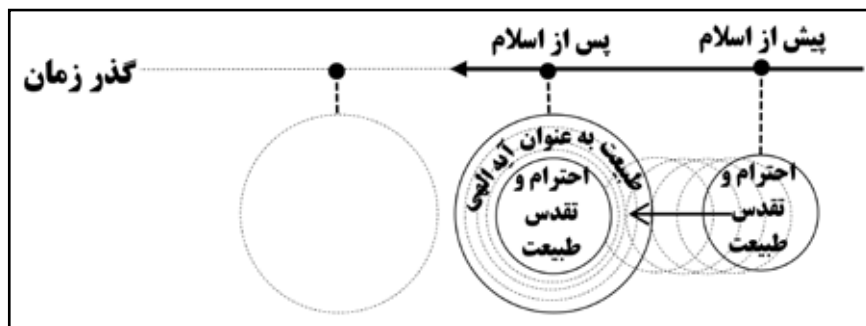 پیش از اسلام
پس از اسلام
گذر زمان
احترام و
تقدس
طبیعت
طبیعت به عنوان آیه الهی
احترام و
تقدس
طبیعت